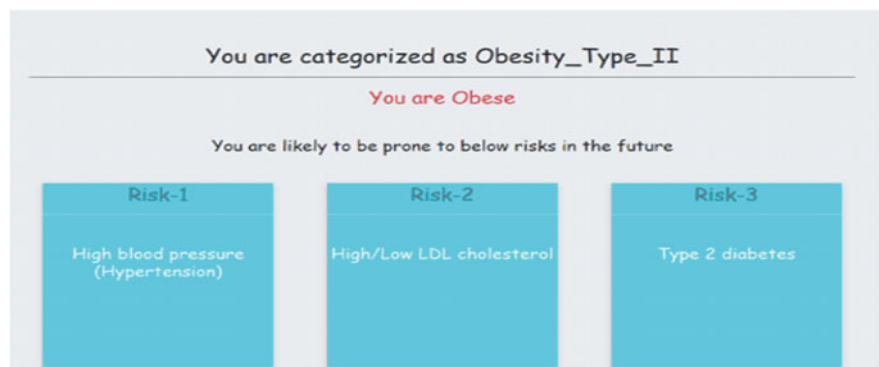 You are categorized as Obesity_Type_II
You are Obese
You are likely to be prone to below risks in the future
Risk-1
High blood pressure
(Hypertension)
Risk-2
High/Low LDL cholesterol
Risk-3
Type 2 diabetes